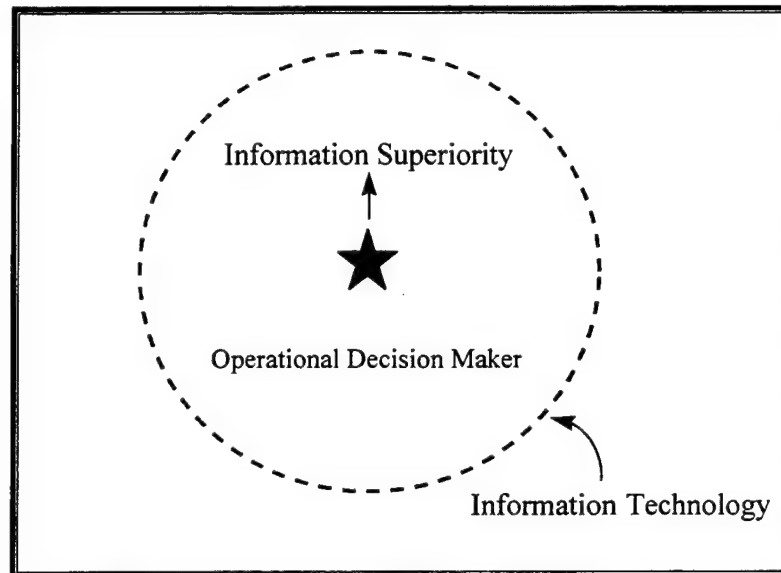 Information Superiority
Operational Decision Maker
Information Technology